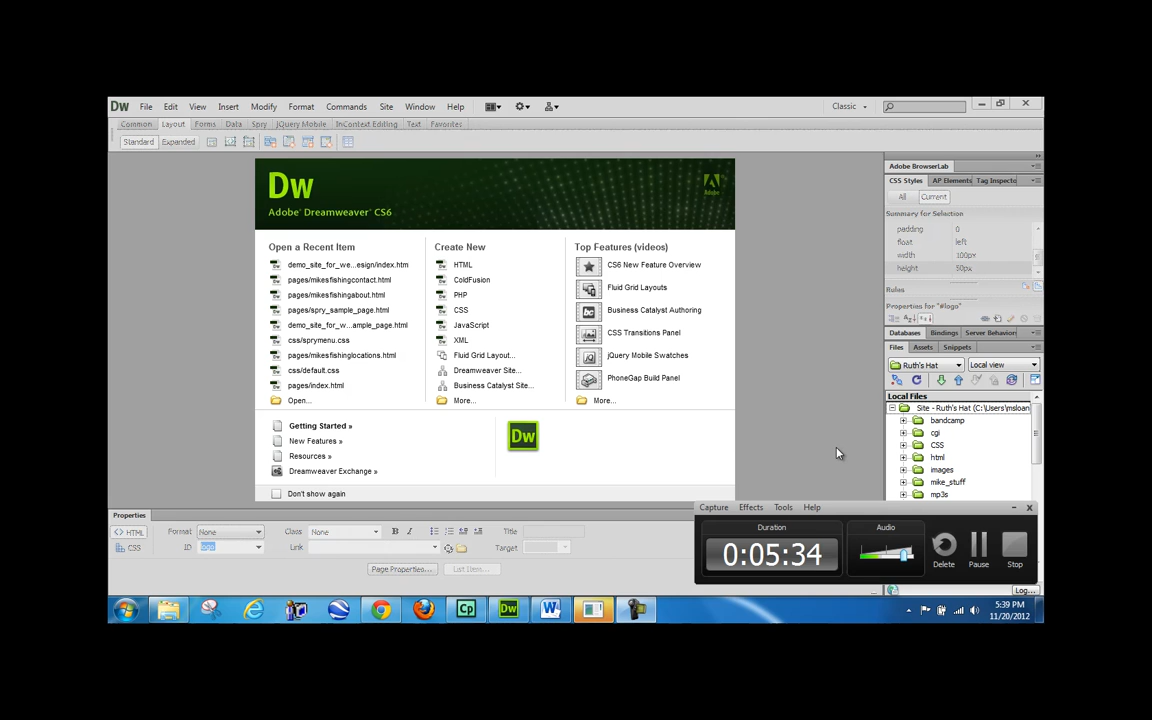 Dw File Edit View Insert Modify Format Commands Site Window Help Classic
Common Layout Forms Data Spry jQuery Mobile InContext Editing Text Favorites
Standard Expanded
Dw
Adobe® Dreamweaver® CS6
Adobe
Open a Recent Item
demo_site_for_we...esign/index.htm
pages/mikesfishingcontact.html
pages/mikesfishingabout.html
pages/spry_sample_page.html
demo_site_for_w...ample_page.html
css/sprymenu.css
pages/mikesfishinglocations.html
css/default.css
pages/index.html
Open...
Create New
HTML
ColdFusion
PHP
CSS
JavaScript
XML
Fluid Grid Layout...
Dreamweaver Site...
Business Catalyst Site...
More...
Top Features (videos)
CS6 New Feature Overview
Fluid Grid Layouts
Business Catalyst Authoring
CSS Transitions Panel
jQuery Mobile Swatches
PhoneGap Build Panel
More...
Getting Started »
New Features »
Resources »
Dreamweaver Exchange »
Dw
Don't show again
Adobe BrowserLab
CSS Styles AP Elements Tag Inspecto
All Current
Summary for Selection
padding 0
float left
width 100px
height 50px
Rules
Properties for "#logo"
Databases Bindings Server Behavior
Files Assets Snippets
Ruth's Hat Local view
Local Files
Site - Ruth's Hat (C:\Users\msloan
bandcamp
cgi
CSS
html
images
mike_stuff
mp3s
Log...
Properties
<> HTML Format None Class None B I Title
CSS ID logo Link Target
Page Properties... List Item...
Capture Effects Tools Help
Duration Audio
0:05:34
Delete Pause Stop
Cp Dw W
5:39 PM
11/20/2012